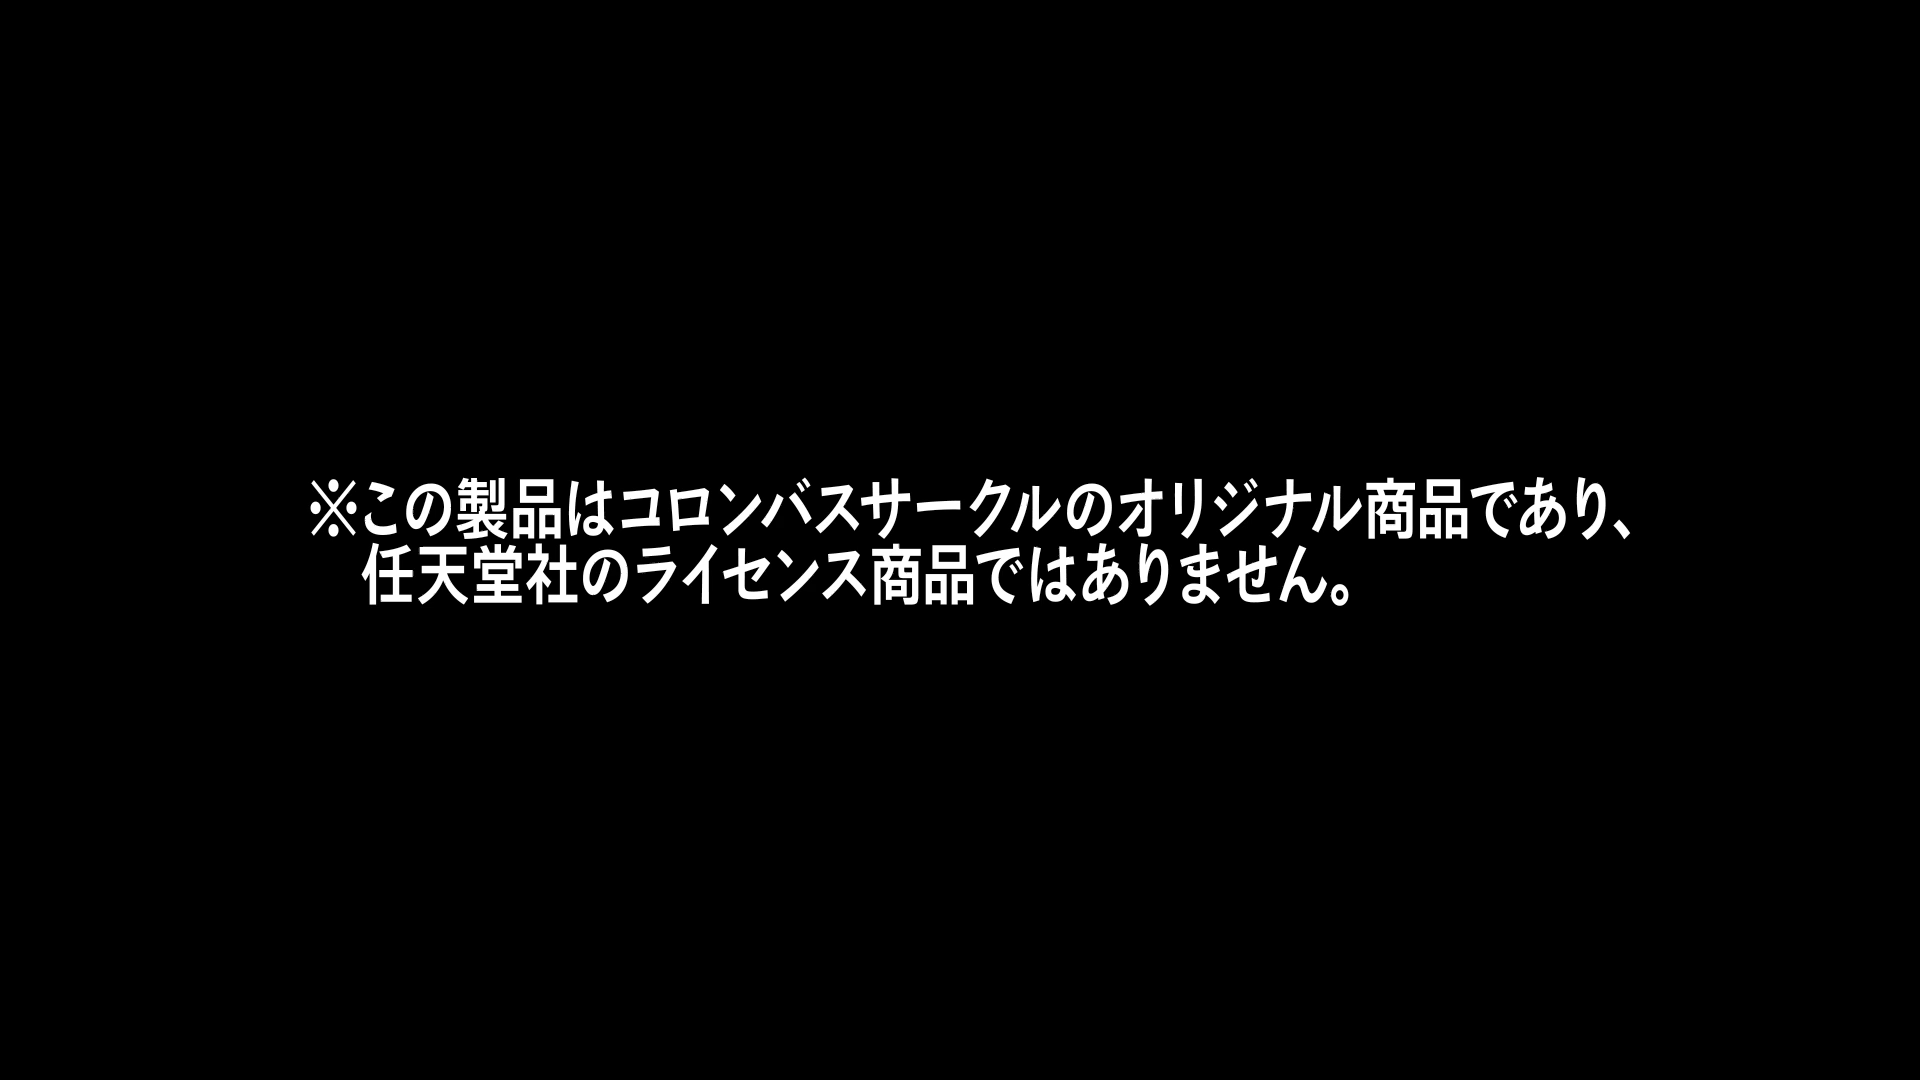 ※この製品はコロンバスサークルのオリジナル商品であり、
任天堂社のライセンス商品ではありません。